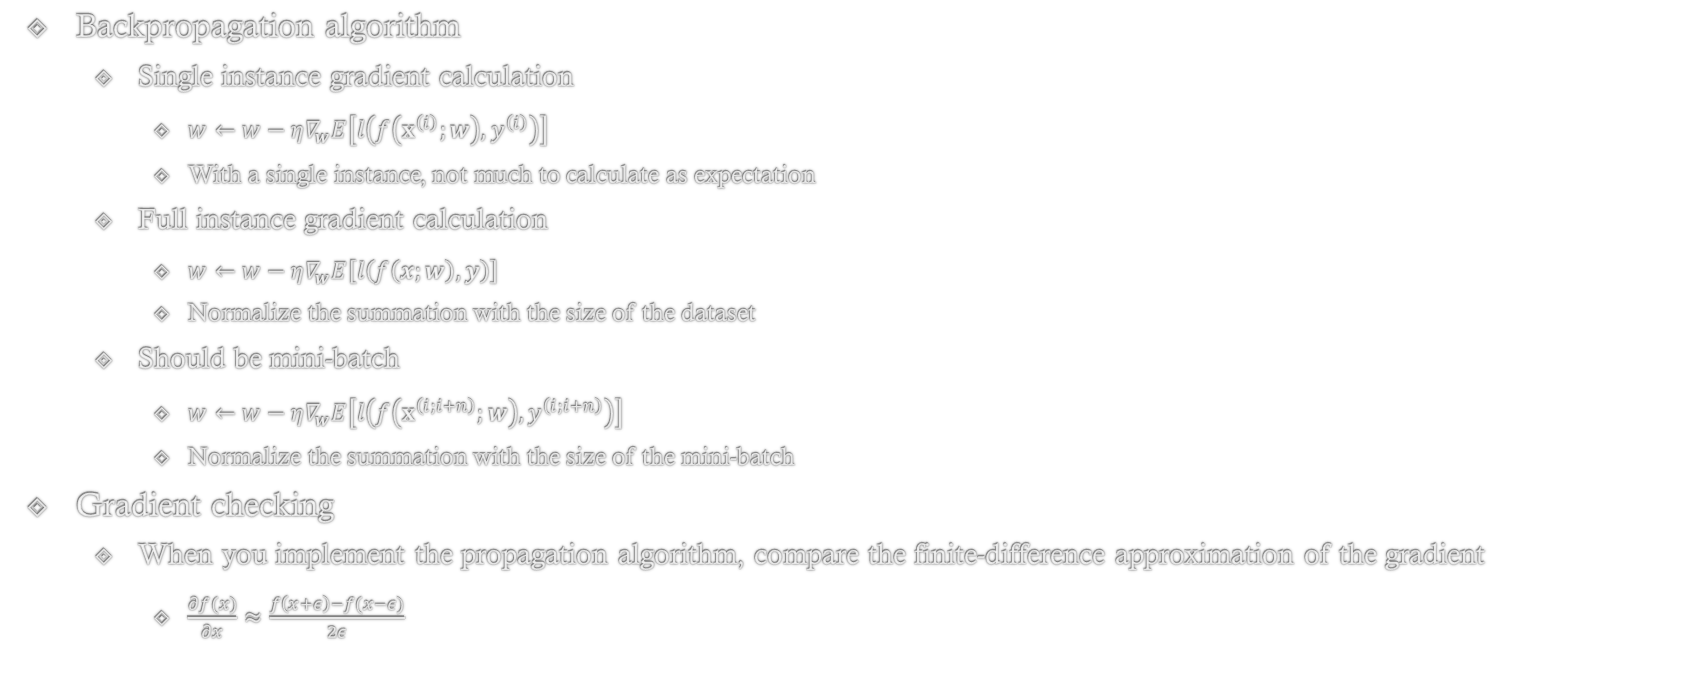 Backpropagation algorithm
Single instance gradient calculation
w ← w − η∇_w E[l(f(x^(i); w), y^(i))]
With a single instance, not much to calculate as expectation
Full instance gradient calculation
w ← w − η∇_w E[l(f(x; w), y)]
Normalize the summation with the size of the dataset
Should be mini-batch
w ← w − η∇_w E[l(f(x^(i;i+n); w), y^(i;i+n))]
Normalize the summation with the size of the mini-batch
Gradient checking
When you implement the propagation algorithm, compare the finite-difference approximation of the gradient
∂f(x)/∂x ≈ (f(x+ϵ)−f(x−ϵ))/2ϵ